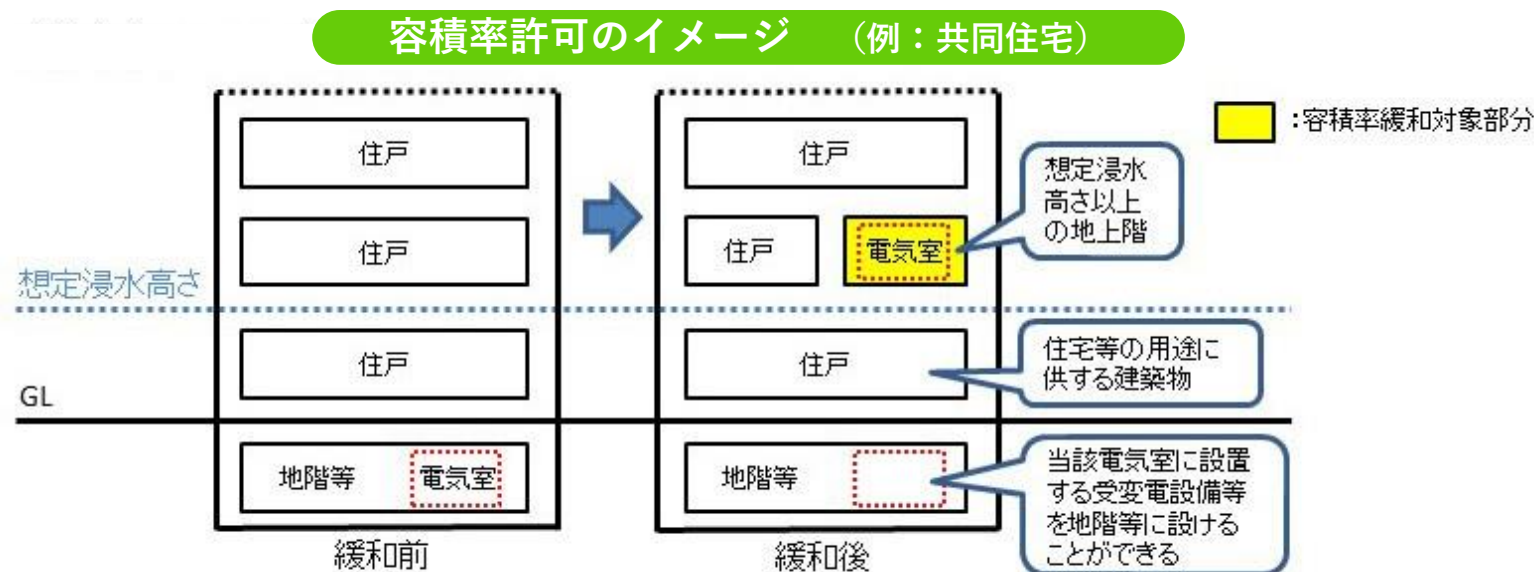 容積率許可のイメージ （例：共同住宅）
：容積率緩和対象部分
住戸
住戸
住戸
地階等
電気室
緩和前
想定浸水高さ
GL
住戸
住戸
電気室
住戸
地階等
緩和後
想定浸水
高さ以上
の地上階
住宅等の用途に
供する建築物
当該電気室に設置
する受変電設備等
を地階等に設ける
ことができる